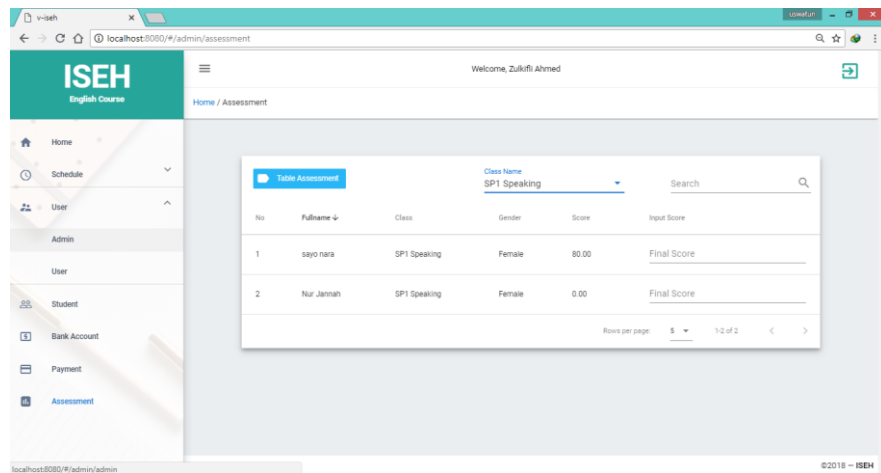 v-iseh
uswatun
localhost:8080/#/admin/assessment
ISEH
English Course
Welcome, Zulkifli Ahmed
Home / Assessment
Home
Schedule
User
Admin
User
Student
Bank Account
Payment
Assessment
Table Assessment
Class Name
SP1 Speaking
Search
No Fullname Class Gender Score Input Score
1 sayo nara SP1 Speaking Female 80.00 Final Score
2 Nur Jannah SP1 Speaking Female 0.00 Final Score
Rows per page: 5 1-2 of 2
localhost:8080/#/admin/admin
©2018 — ISEH